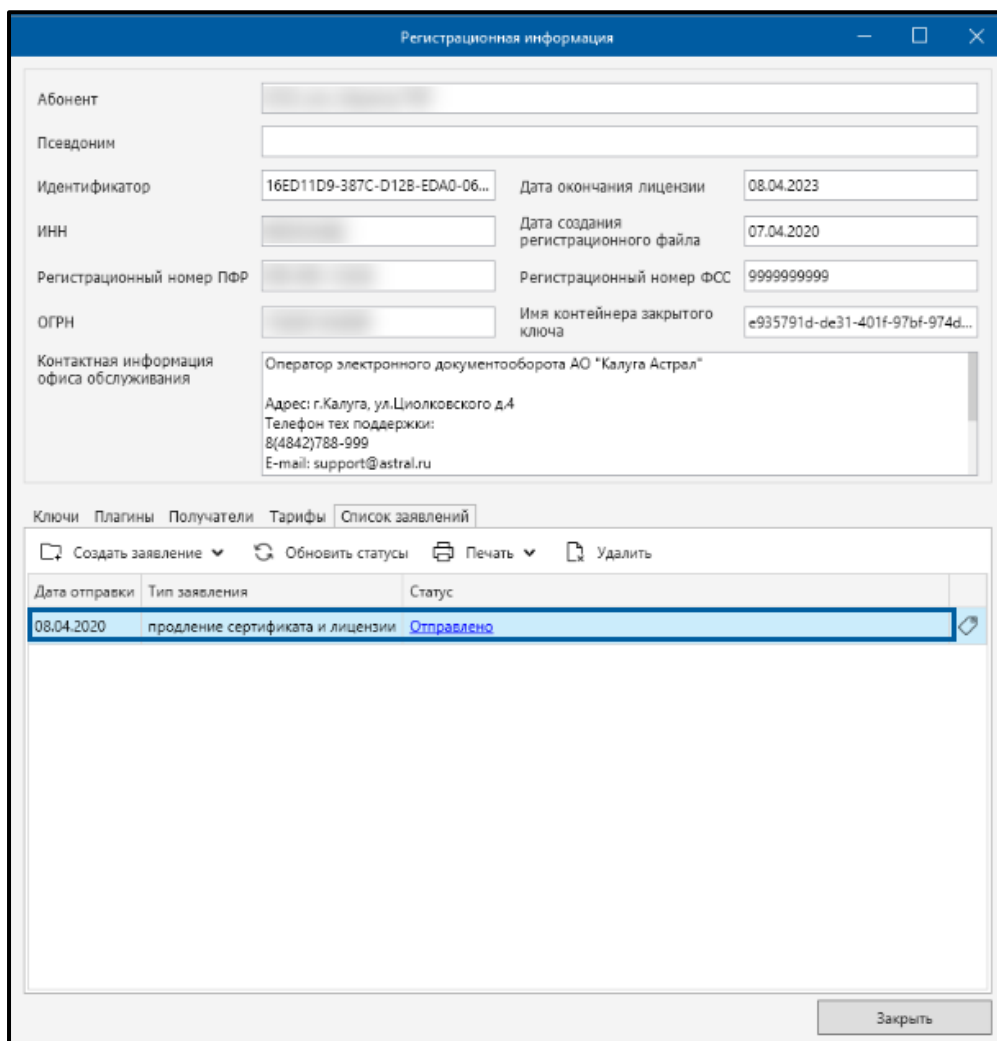 Регистрационная информация
Абонент
Псевдоним
Идентификатор 16ED11D9-387C-D12B-EDA0-06... Дата окончания лицензии 08.04.2023
ИНН Дата создания регистрационного файла 07.04.2020
Регистрационный номер ПФР Регистрационный номер ФСС 9999999999
ОГРН Имя контейнера закрытого ключа e935791d-de31-401f-97bf-974d...
Контактная информация офиса обслуживания
Оператор электронного документооборота АО "Калуга Астрал"
Адрес: г.Калуга, ул.Циолковского д.4
Телефон тех поддержки:
8(4842)788-999
E-mail: support@astral.ru
Ключи Плагины Получатели Тарифы Список заявлений
Создать заявление Обновить статусы Печать Удалить
Дата отправки Тип заявления Статус
08.04.2020 продление сертификата и лицензии Отправлено
Закрыть